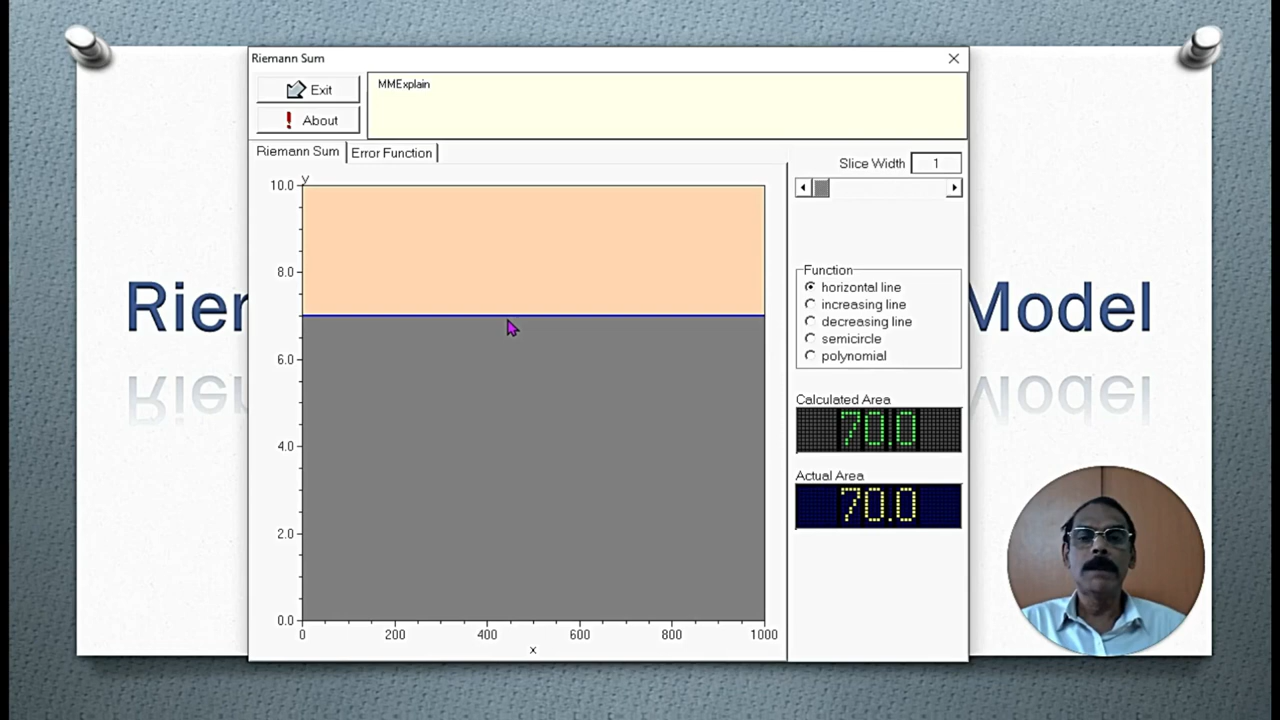 Riemann Sum
Exit
MMExplain
About
Riemann Sum
Error Function
Slice Width 1
y
10.0
8.0
6.0
4.0
2.0
0.0
0 200 400 600 800 1000
x
Function
horizontal line
increasing line
decreasing line
semicircle
polynomial
Calculated Area
70.0
Actual Area
70.0
Rier
Model